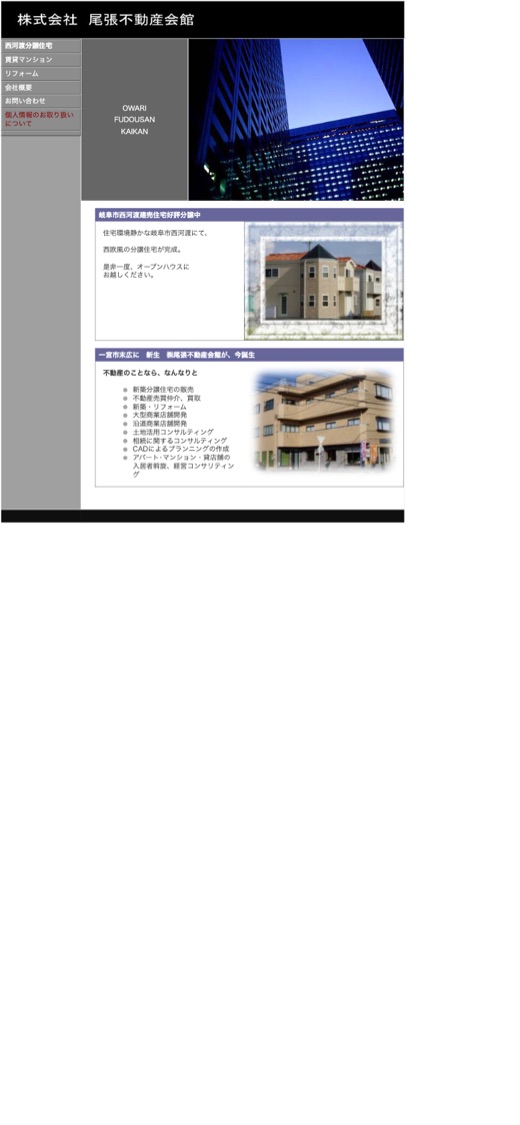 株式会社 尾張不動産会館
西河渡分譲住宅
賃貸マンション
リフォーム
会社概要
お問い合わせ
個人情報のお取り扱い
について
OWARI
FUDOUSAN
KAIKAN
岐阜市西河渡建売住宅好評分譲中
住宅環境静かな岐阜市西河渡にて、
西欧風の分譲住宅が完成。
是非一度、オープンハウスに
お越しください。
一宮市末広に 新生 ㈱尾張不動産会館が、今誕生
不動産のことなら、なんなりと
新築分譲住宅の販売
不動産売買仲介、買取
新築・リフォーム
大型商業店舗開発
沿道商業店舗開発
土地活用コンサルティング
相続に関するコンサルティング
CADによるプランニングの作成
アパート･マンション・貸店舗の
入居者斡旋、経営コンサリティン
グ